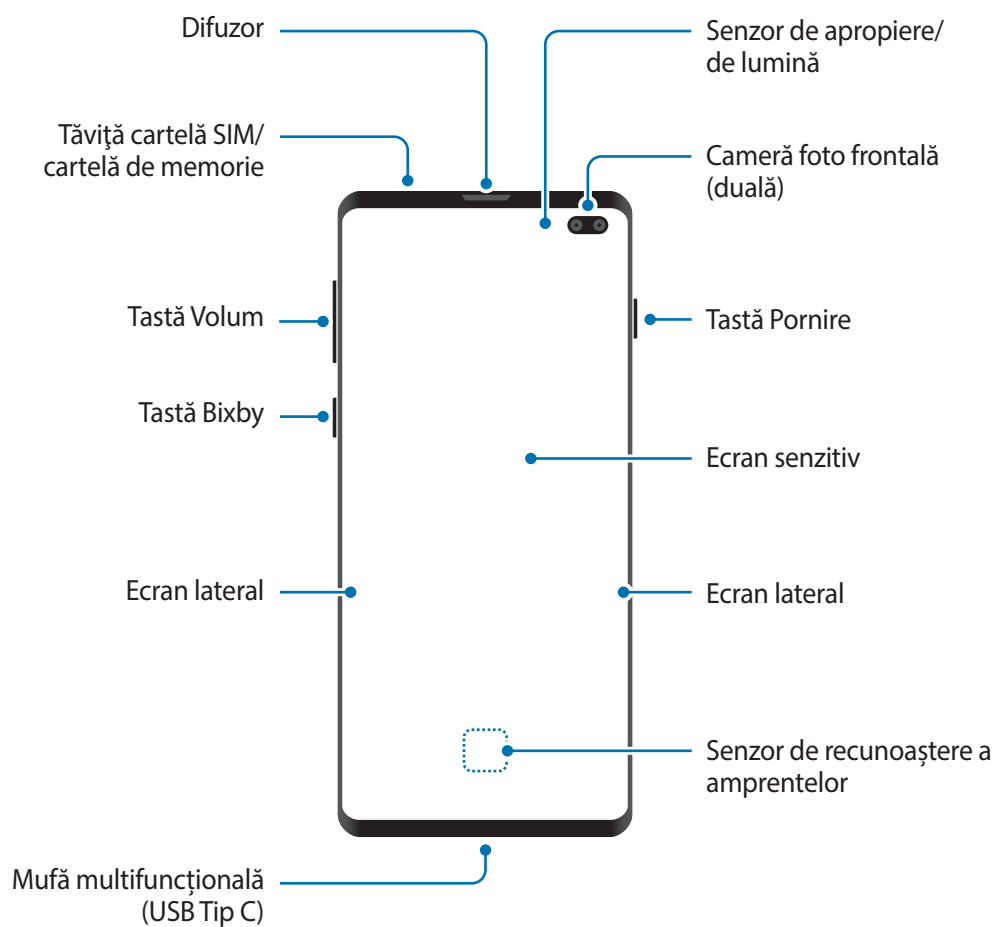 Difuzor
Senzor de apropiere/
de lumină
Tăviţă cartelă SIM/
cartelă de memorie
Cameră foto frontală
(duală)
Tastă Volum
Tastă Pornire
Tastă Bixby
Ecran senzitiv
Ecran lateral
Ecran lateral
Senzor de recunoaștere a
amprentelor
Mufă multifuncțională
(USB Tip C)